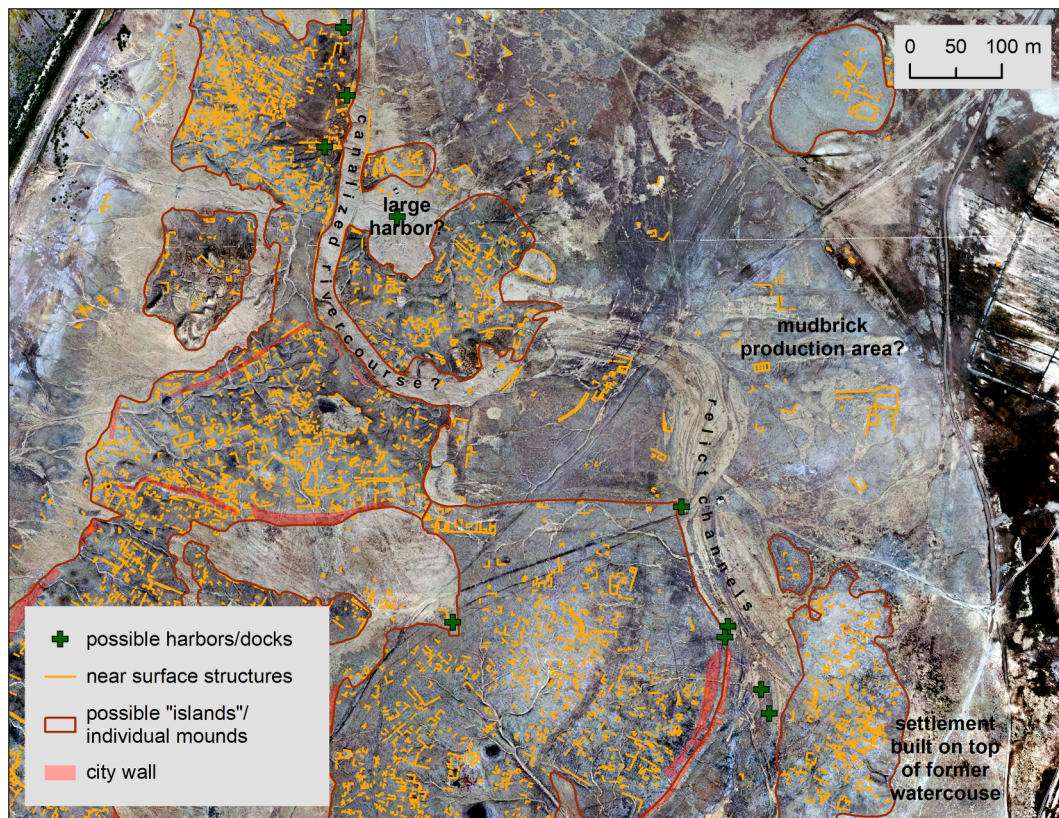 0 50 100 m
canalized rivercourse?
large
harbor?
mudbrick
production area?
relict channels
possible harbors/docks
near surface structures
possible "islands"/
individual mounds
city wall
settlement
built on top
of former
watercouse